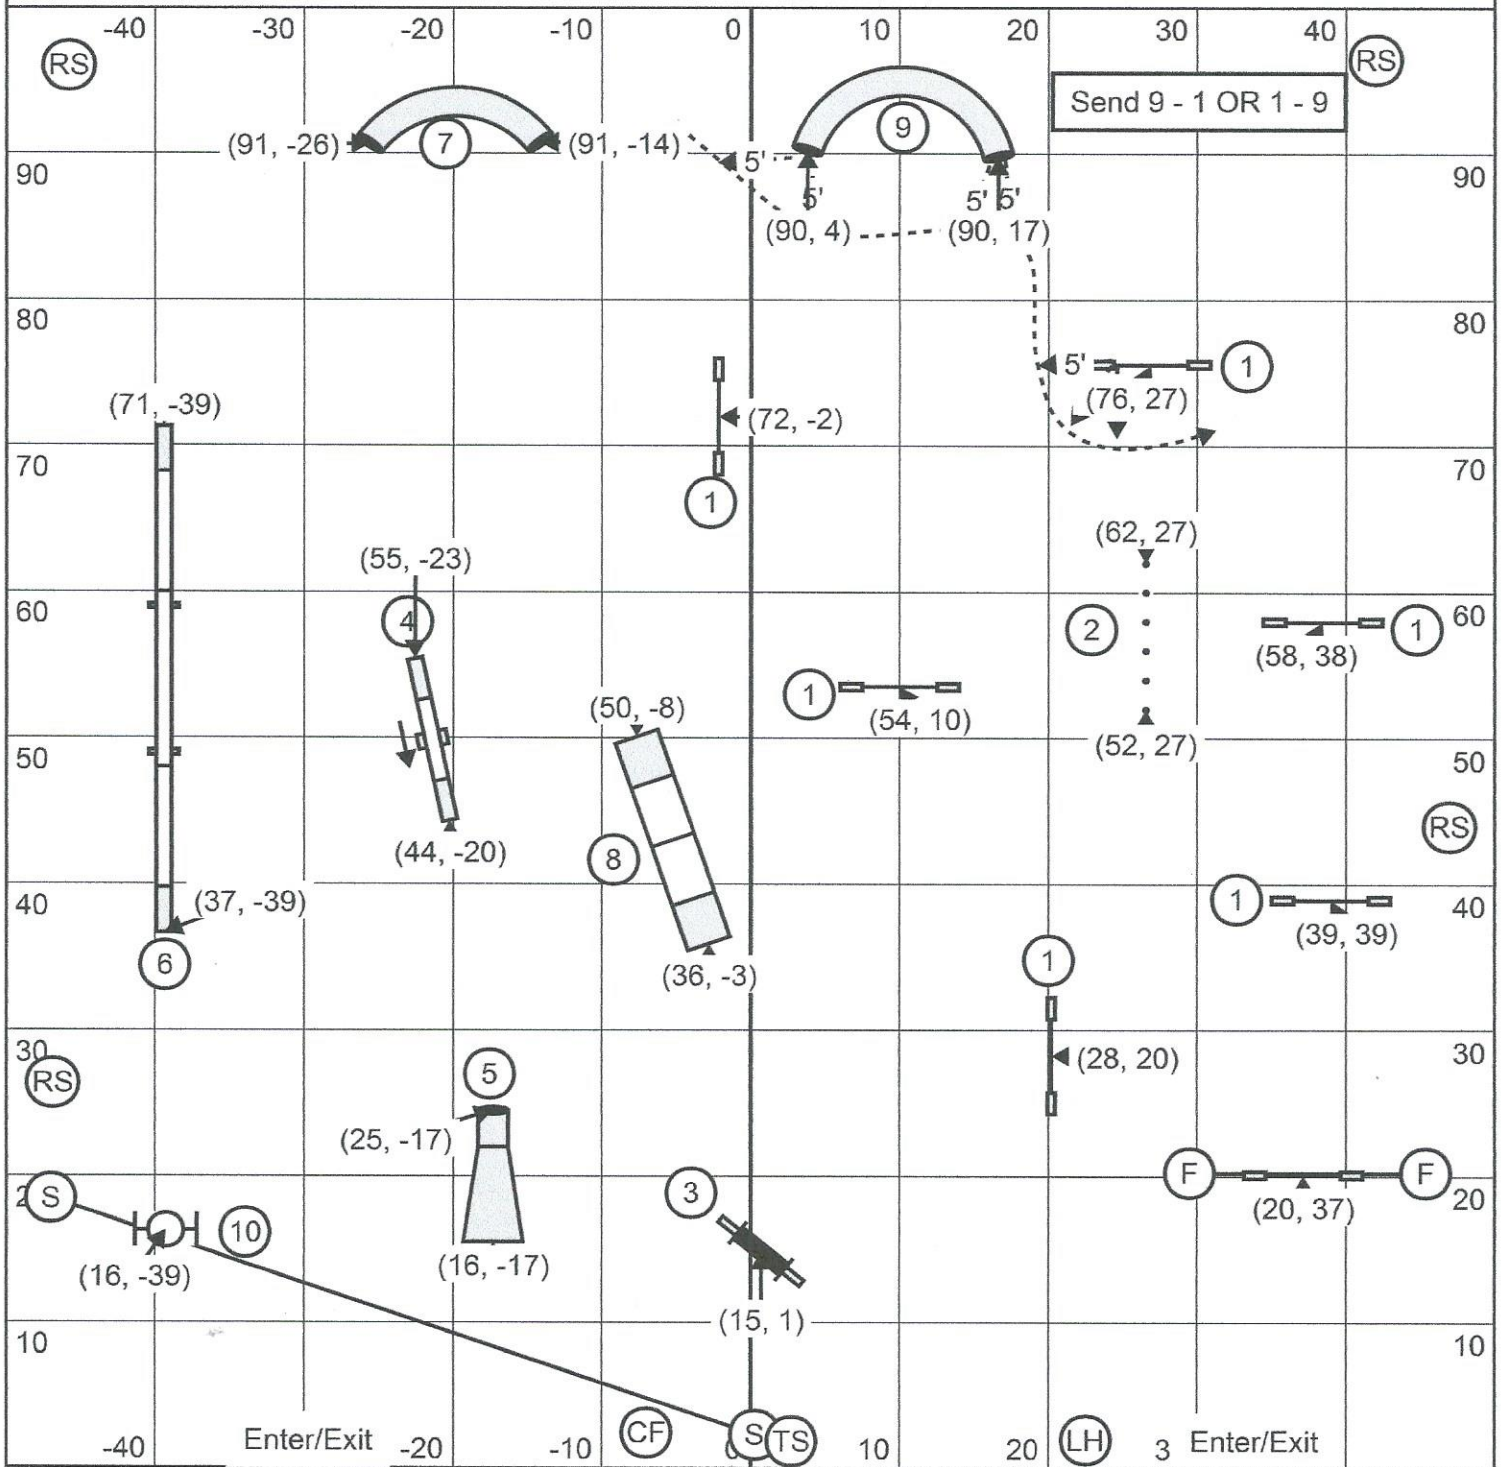 -40 -30 -20 -10 0 10 20 30 40
RS RS
Send 9 - 1 OR 1 - 9
7 9
(91, -26) (91, -14) 5'
90 90
5' 5' 5'
(90, 4) (90, 17)
80 80
5' 1
(76, 27)
(71, -39) (72, -2)
70 70
1
(62, 27)
(55, -23)
60 60
4 2 1
(58, 38)
1
(50, -8) (54, 10)
(52, 27)
50 50
RS
(44, -20) 8
40 (37, -39) 1 40
(39, 39)
6 1
(36, -3)
30 30
RS 5 (28, 20)
(25, -17)
F F
S 3 20
(20, 37)
10
(16, -39) (16, -17)
(15, 1)
10 10
-40 Enter/Exit -20 -10 CF 0 S TS 10 20 LH 3 Enter/Exit